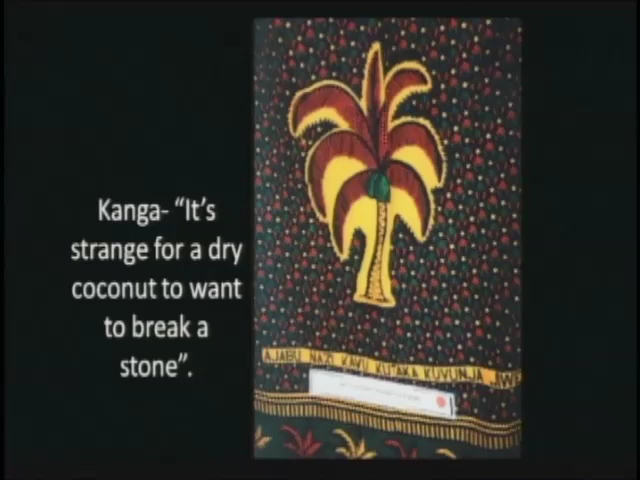 Kanga- “It’s
strange for a dry
coconut to want
to break a
stone”.
AJABU NAZI KAVU KUTAKA KUVUNJA